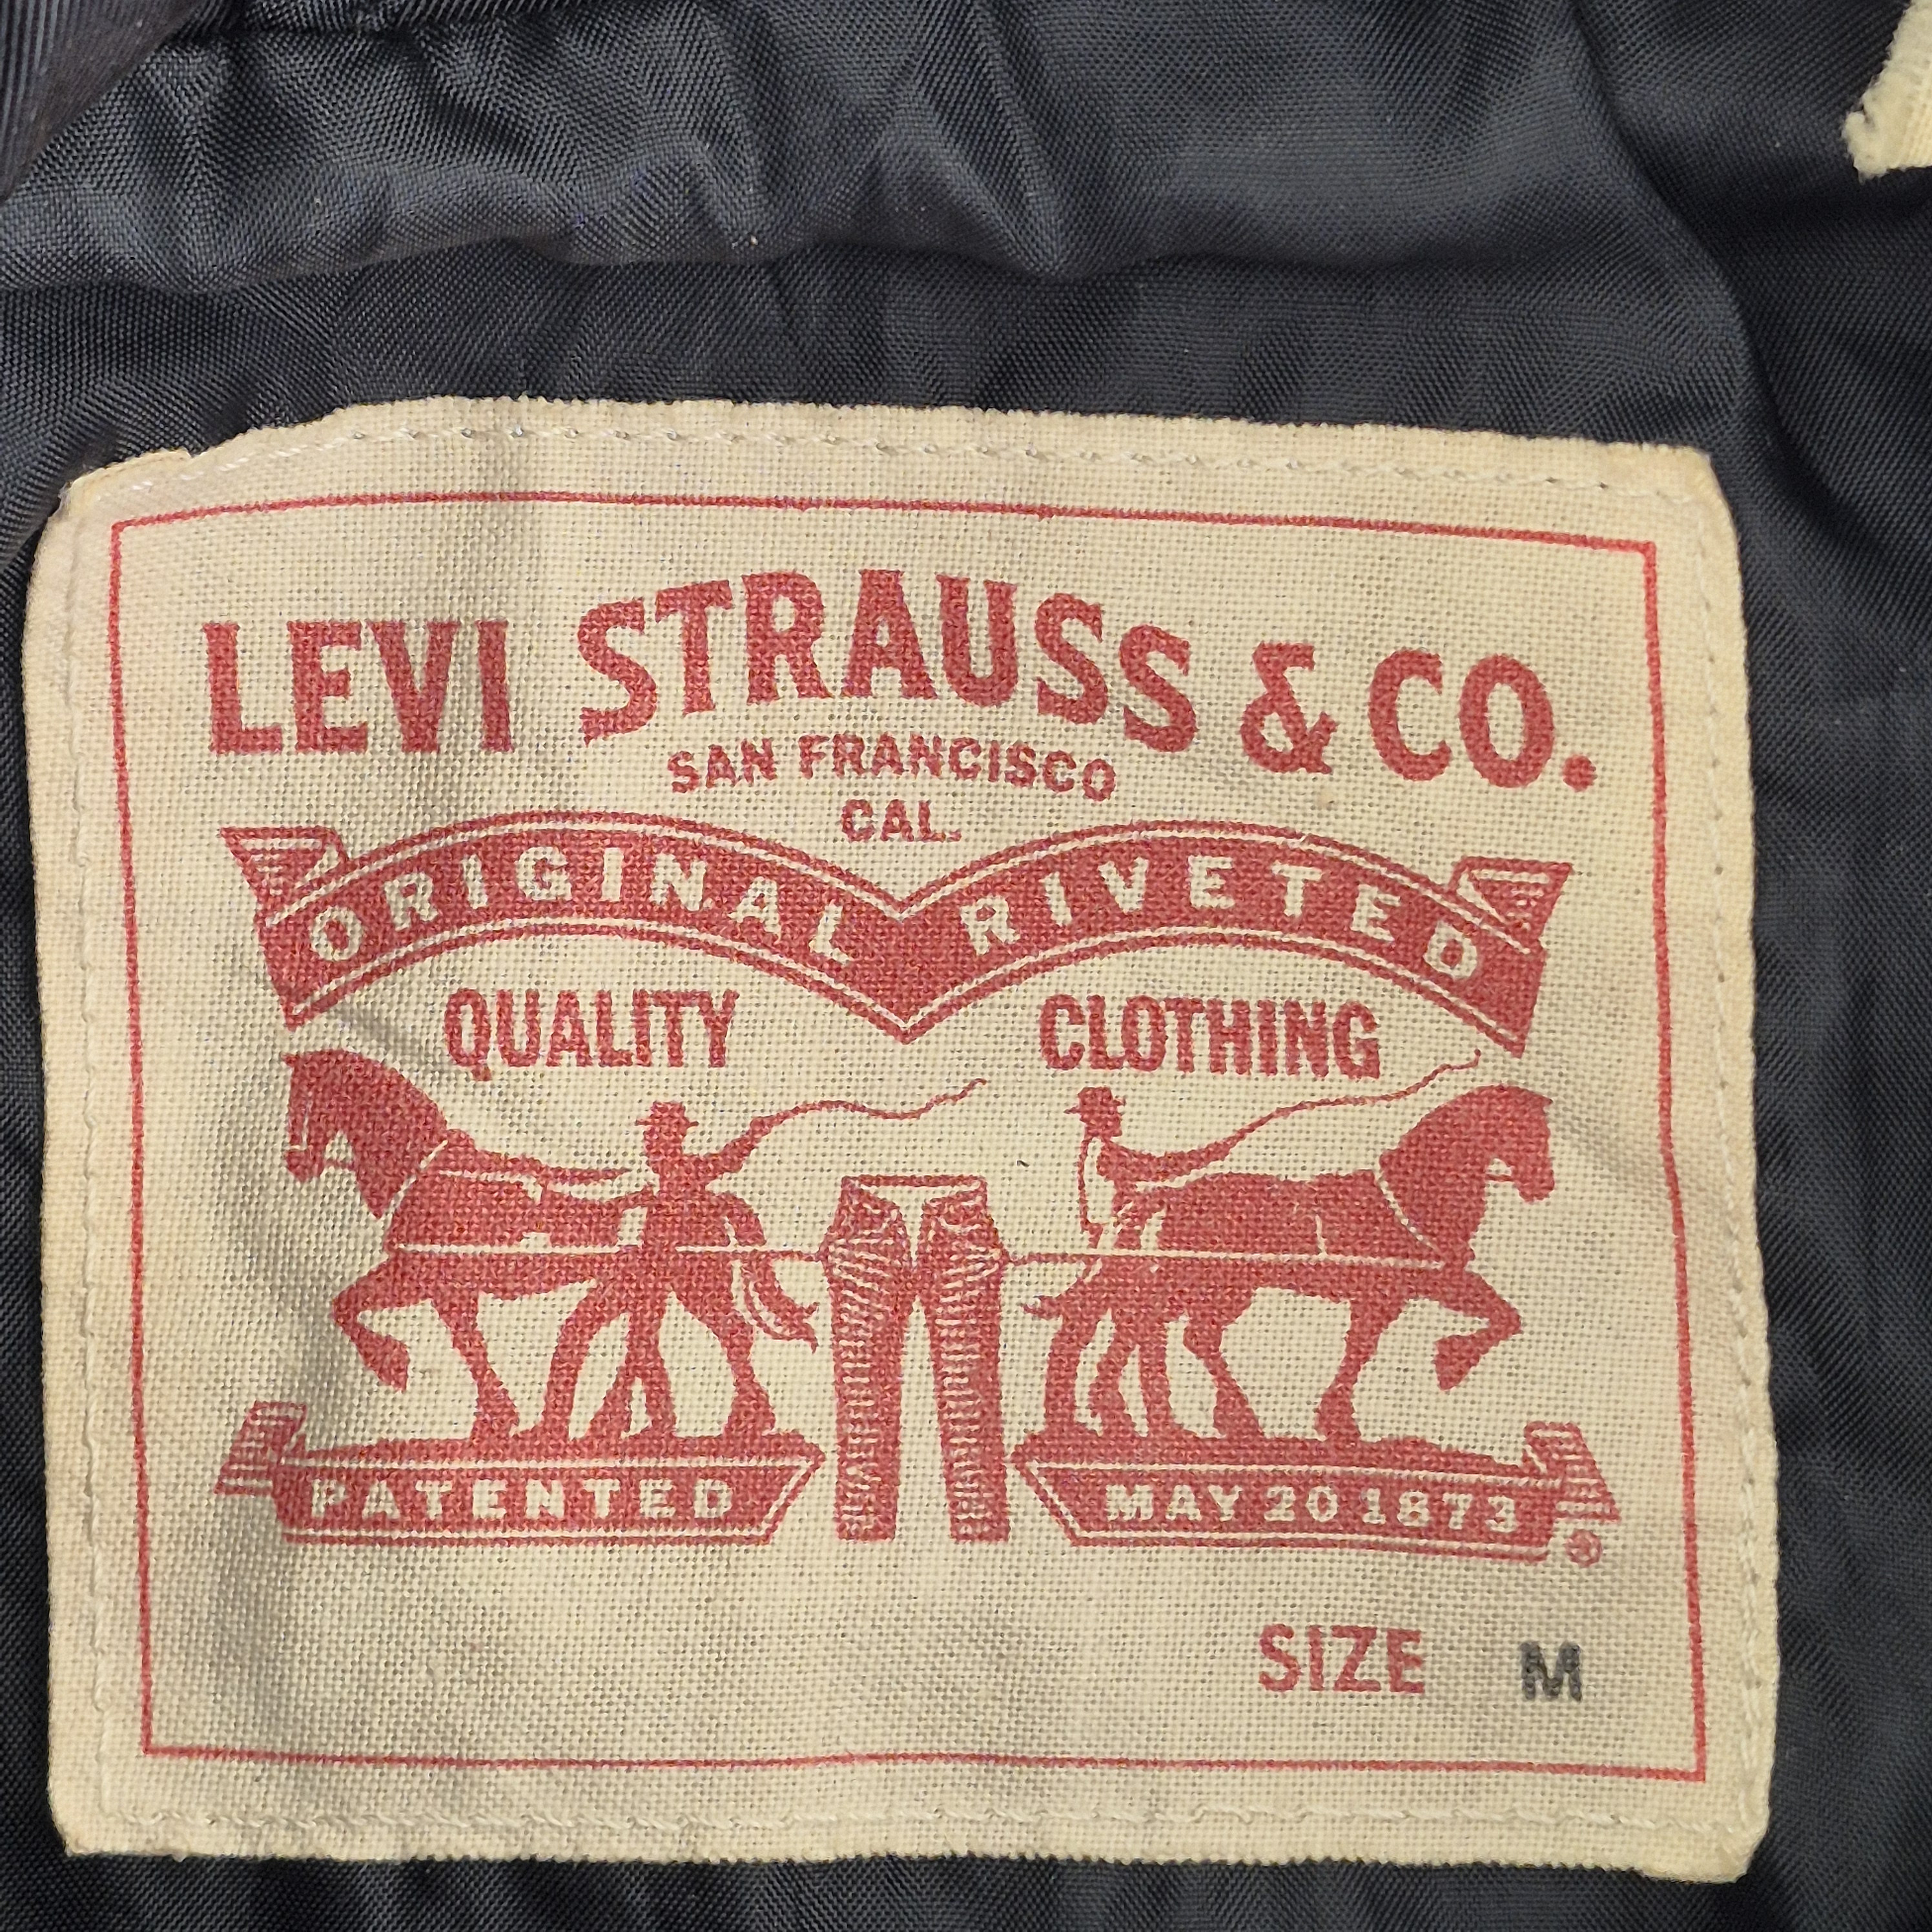 LEVI STRAUSS & CO.
SAN FRANCISCO
CAL.
ORIGINAL RIVETED
QUALITY CLOTHING
PATENTED MAY 20 1873
®
SIZE M